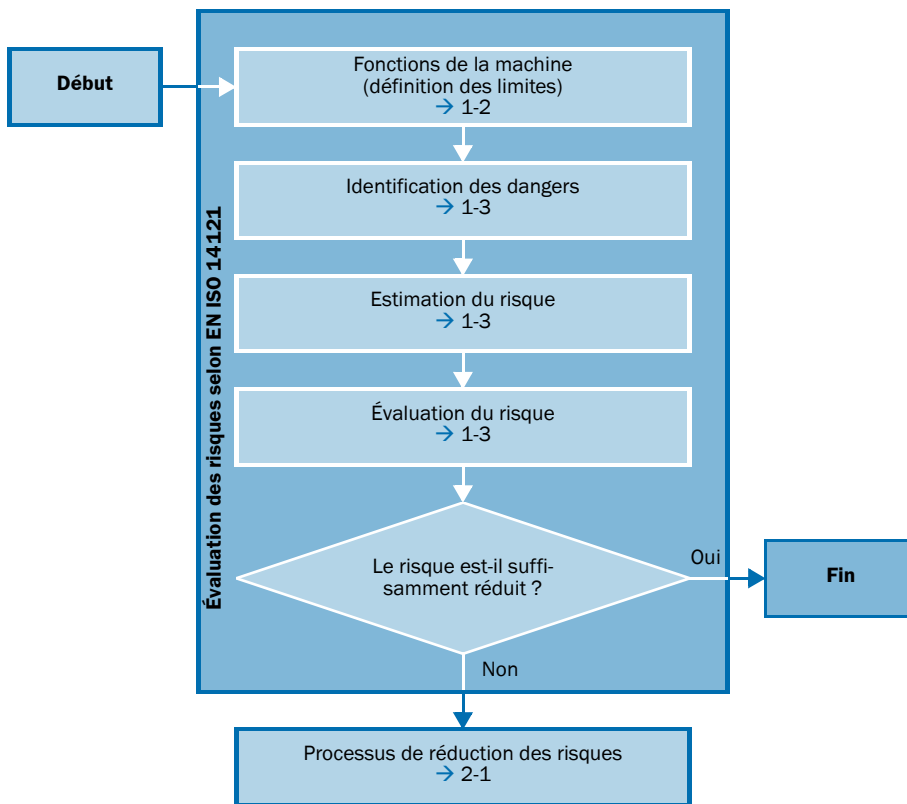 Début
Fonctions de la machine
(définition des limites)
→ 1-2
Identification des dangers
→ 1-3
Estimation du risque
→ 1-3
Évaluation du risque
→ 1-3
Le risque est-il suffi-
samment réduit ?
Oui
Fin
Non
Processus de réduction des risques
→ 2-1
Évaluation des risques selon EN ISO 14121